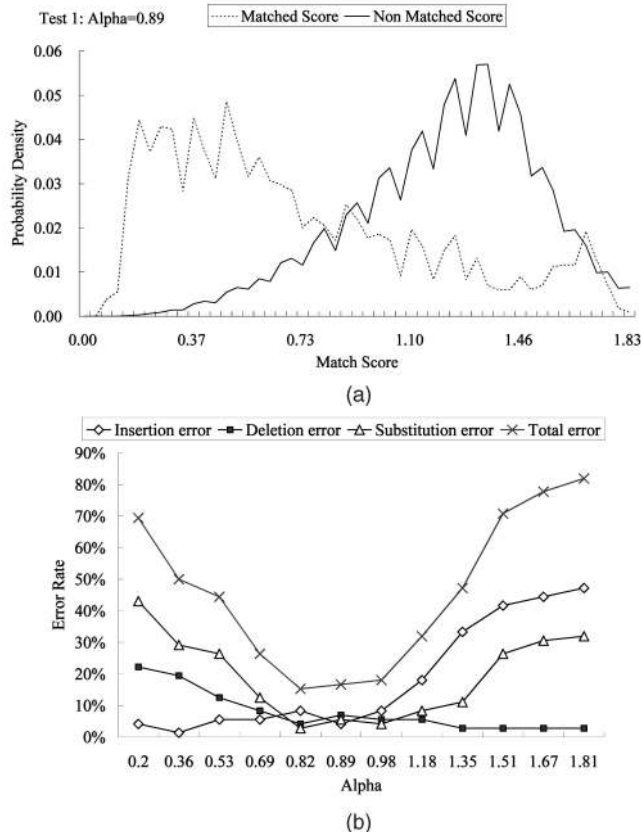 Test 1: Alpha=0.89
Matched Score Non Matched Score
0.06
0.05
0.04
0.03
0.02
0.01
0.00
Probability Density
0.00 0.37 0.73 1.10 1.46 1.83
Match Score
(a)
Insertion error Deletion error Substitution error Total error
90%
80%
70%
60%
50%
40%
30%
20%
10%
0%
Error Rate
0.2 0.36 0.53 0.69 0.82 0.89 0.98 1.18 1.35 1.51 1.67 1.81
Alpha
(b)